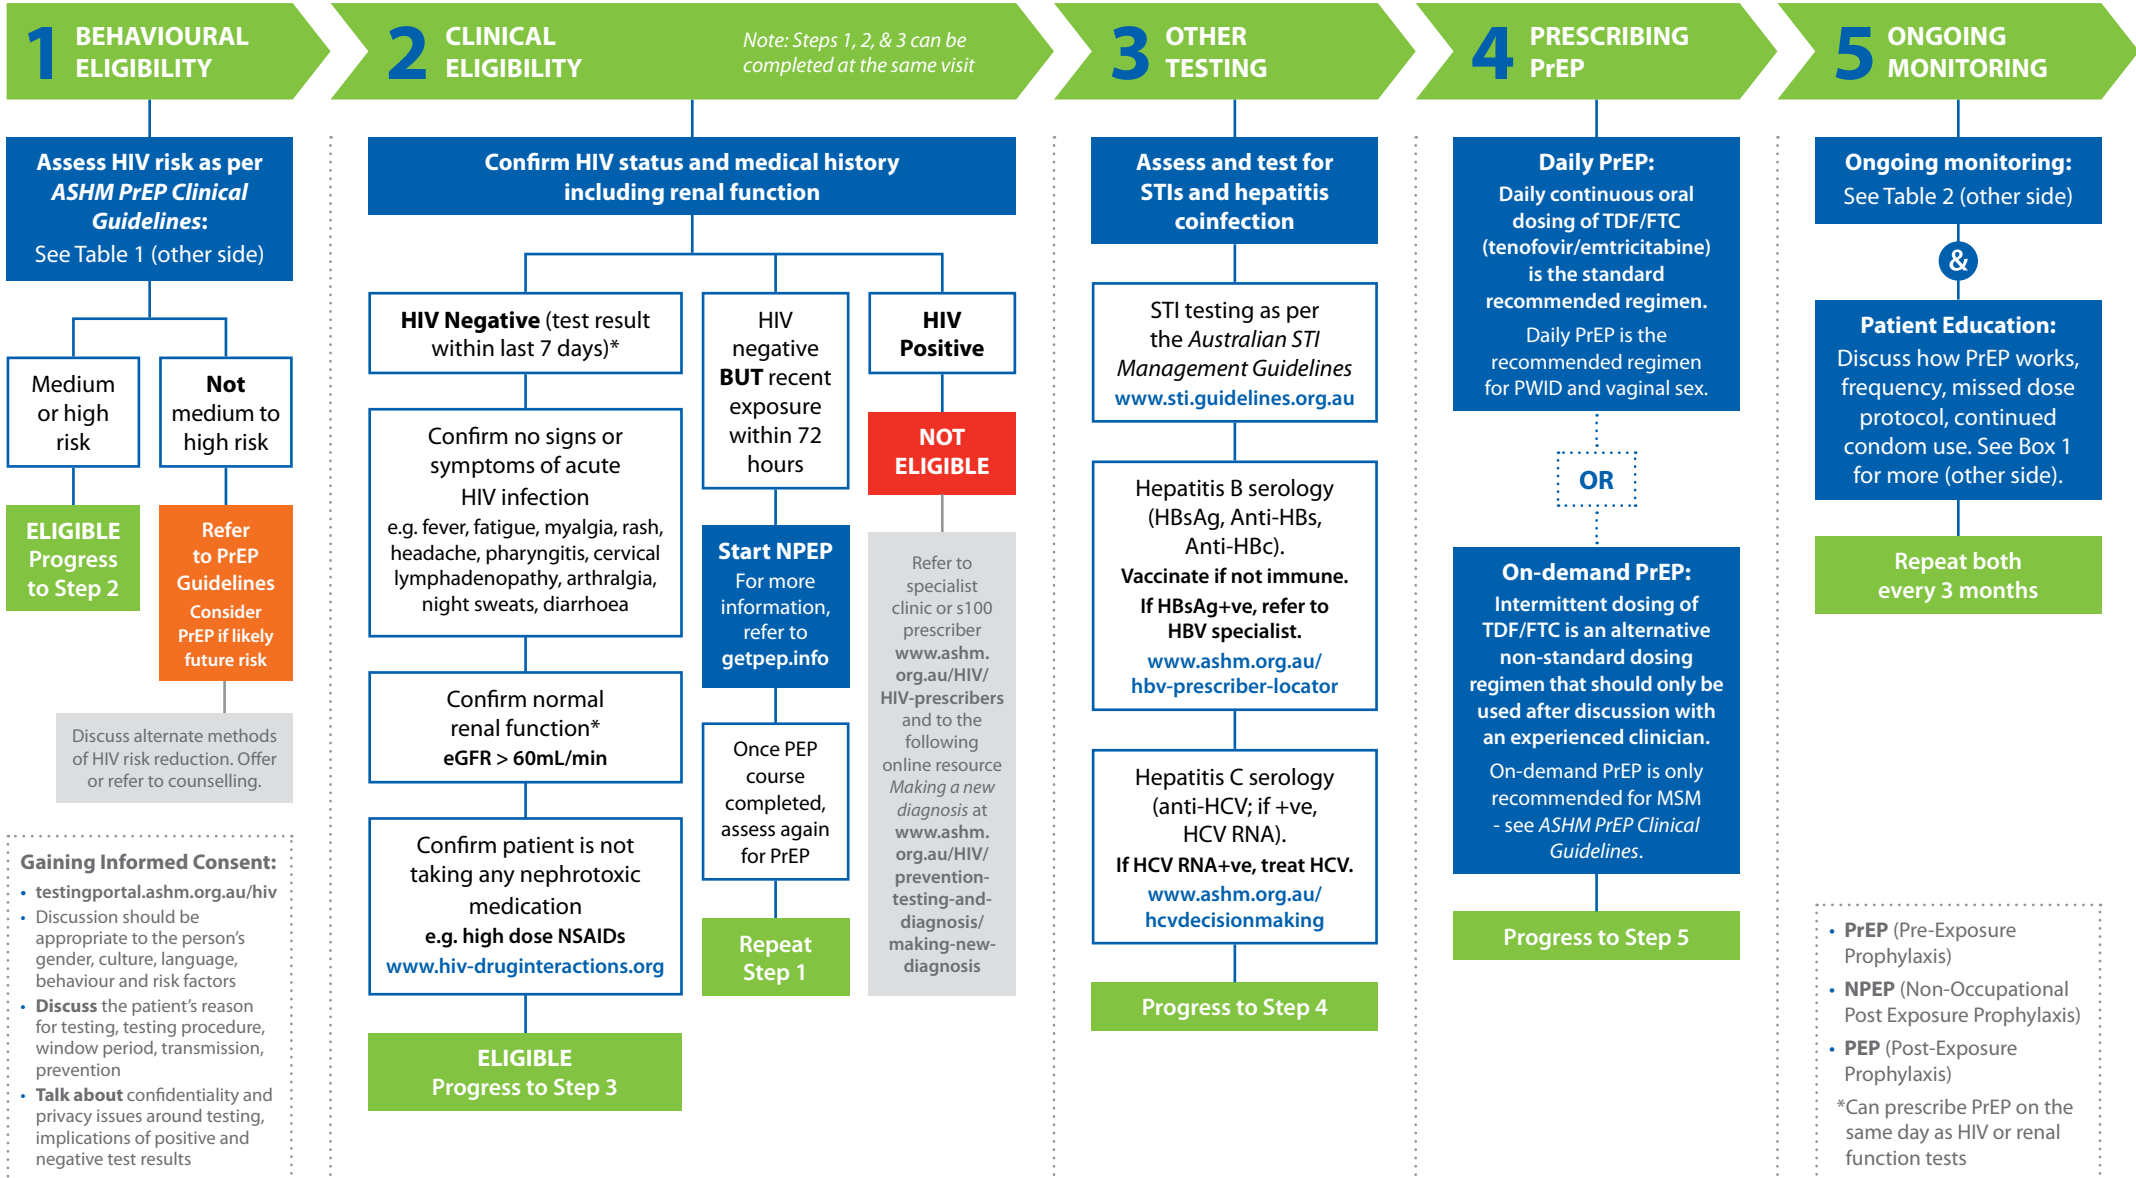 1 BEHAVIOURAL
ELIGIBILITY
Assess HIV risk as per
ASHM PrEP Clinical
Guidelines:
See Table 1 (other side)
Medium
or high
risk
ELIGIBLE
Progress
to Step 2
Not
medium to
high risk
Refer
to PrEP
Guidelines
Consider
PrEP if likely
future risk
Discuss alternate methods
of HIV risk reduction. Offer
or refer to counselling.
Gaining Informed Consent:
• testingportal.ashm.org.au/hiv
• Discussion should be
appropriate to the person's
gender, culture, language,
behaviour and risk factors
• Discuss the patient's reason
for testing, testing procedure,
window period, transmission,
prevention
• Talk about confidentiality and
privacy issues around testing,
implications of positive and
negative test results
2 CLINICAL
ELIGIBILITY
Note: Steps 1, 2, & 3 can be
completed at the same visit
Confirm HIV status and medical history
including renal function
HIV Negative (test result
within last 7 days)*
Confirm no signs or
symptoms of acute
HIV infection
e.g. fever, fatigue, myalgia, rash,
headache, pharyngitis, cervical
lymphadenopathy, arthralgia,
night sweats, diarrhoea
Confirm normal
renal function*
eGFR > 60mL/min
Confirm patient is not
taking any nephrotoxic
medication
e.g. high dose NSAIDs
www.hiv-druginteractions.org
ELIGIBLE
Progress to Step 3
HIV
negative
BUT recent
exposure
within 72
hours
Start NPEP
For more
information,
refer to
getpep.info
Once PEP
course
completed,
assess again
for PrEP
Repeat
Step 1
HIV
Positive
NOT
ELIGIBLE
Refer to
specialist
clinic or s100
prescriber
www.ashm.
org.au/HIV/
HIV-prescribers
and to the
following
online resource
Making a new
diagnosis at
www.ashm.
org.au/HIV/
prevention-
testing-and-
diagnosis/
making-new-
diagnosis
3 OTHER
TESTING
Assess and test for
STIs and hepatitis
coinfection
STI testing as per
the Australian STI
Management Guidelines
www.sti.guidelines.org.au
Hepatitis B serology
(HBsAg, Anti-HBs,
Anti-HBc).
Vaccinate if not immune.
If HBsAg+ve, refer to
HBV specialist.
www.ashm.org.au/
hbv-prescriber-locator
Hepatitis C serology
(anti-HCV; if +ve,
HCV RNA).
If HCV RNA+ve, treat HCV.
www.ashm.org.au/
hcvdecisionmaking
Progress to Step 4
4 PRESCRIBING
PrEP
Daily PrEP:
Daily continuous oral
dosing of TDF/FTC
(tenofovir/emtricitabine)
is the standard
recommended regimen.
Daily PrEP is the
recommended regimen
for PWID and vaginal sex.
OR
On-demand PrEP:
Intermittent dosing of
TDF/FTC is an alternative
non-standard dosing
regimen that should only be
used after discussion with
an experienced clinician.
On-demand PrEP is only
recommended for MSM
- see ASHM PrEP Clinical
Guidelines.
Progress to Step 5
5 ONGOING
MONITORING
Ongoing monitoring:
See Table 2 (other side)
&
Patient Education:
Discuss how PrEP works,
frequency, missed dose
protocol, continued
condom use. See Box 1
for more (other side).
Repeat both
every 3 months
• PrEP (Pre-Exposure
Prophylaxis)
• NPEP (Non-Occupational
Post Exposure Prophylaxis)
• PEP (Post-Exposure
Prophylaxis)
*Can prescribe PrEP on the
same day as HIV or renal
function tests